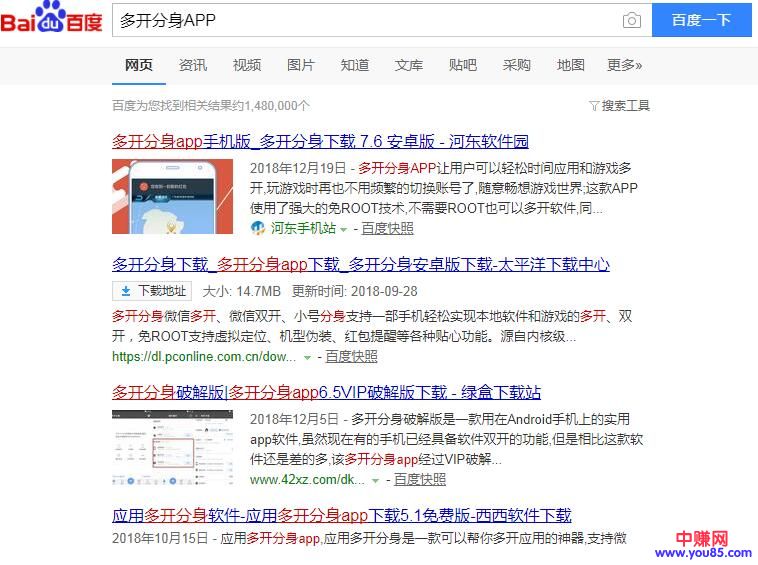 Bai du 百度 多开分身APP 百度一下
网页 资讯 视频 图片 知道 文库 贴吧 采购 地图 更多»
百度为您找到相关结果约1,480,000个 搜索工具
多开分身app手机版_多开分身下载 7.6 安卓版 - 河东软件园
2018年12月19日 - 多开分身APP让用户可以轻松时间应用和游戏多
开,玩游戏时再也不用频繁的切换账号了,随意畅想游戏世界;这款APP
使用了强大的免ROOT技术,不需要ROOT也可以多开软件,同...
河东手机站 - 百度快照
多开分身下载_多开分身app下载_多开分身安卓版下载-太平洋下载中心
下载地址 大小: 14.7MB 更新时间: 2018-09-28
多开分身微信多开、微信双开、小号分身支持一部手机轻松实现本地软件和游戏的多开、双
开，免ROOT支持虚拟定位、机型伪装、红包提醒等各种贴心功能。源自内核级...
https://dl.pconline.com.cn/dow... - 百度快照
多开分身破解版|多开分身app6.5VIP破解版下载 - 绿盒下载站
2018年12月5日 - 多开分身破解版是一款用在Android手机上的实用
app软件,虽然现在有的手机已经具备软件双开的功能,但是相比这款软
件还是差的多,该多开分身app经过VIP破解...
www.42xz.com/dk... - 百度快照
应用多开分身软件-应用多开分身app下载5.1免费版-西西软件下载
2018年10月15日 - 应用多开分身app,应用多开分身是一款可以帮你多开应用的神器,支持微
中赚网
www.you85.com